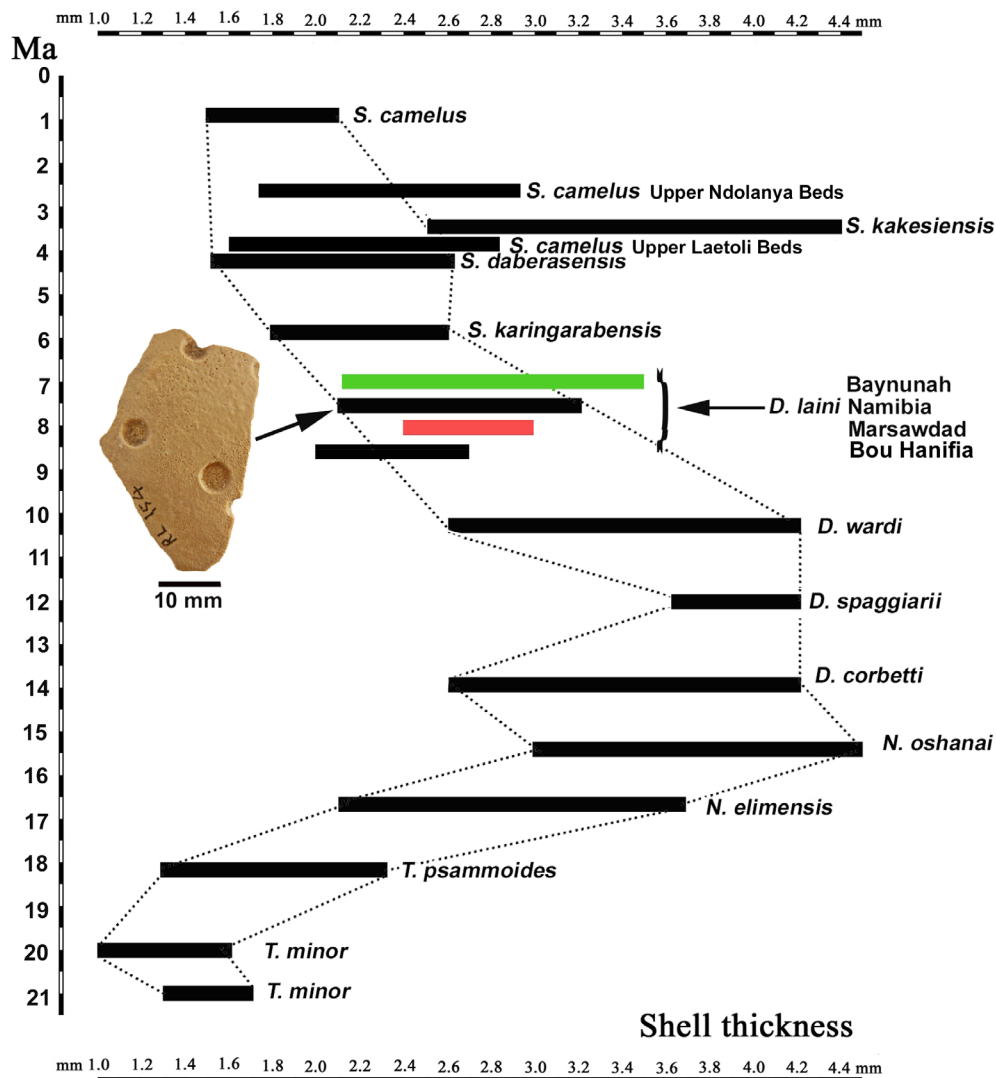 mm 1.0 1.2 1.4 1.6 1.8 2.0 2.2 2.4 2.6 2.8 3.0 3.2 3.4 3.6 3.8 4.0 4.2 4.4 mm
Ma
0
1
2
3
4
5
6
7
8
9
10
11
12
13
14
15
16
17
18
19
20
21
S. camelus
S. camelus Upper Ndolanya Beds
S. kakesiensis
S. camelus Upper Laetoli Beds
S. daberasensis
S. karingarabensis
D. laini
Baynunah
Namibia
Marsawdad
Bou Hanifia
RL 154
10 mm
D. wardi
D. spaggiarii
D. corbetti
N. oshanai
N. elimensis
T. psammoides
T. minor
T. minor
Shell thickness
mm 1.0 1.2 1.4 1.6 1.8 2.0 2.2 2.4 2.6 2.8 3.0 3.2 3.4 3.6 3.8 4.0 4.2 4.4 mm